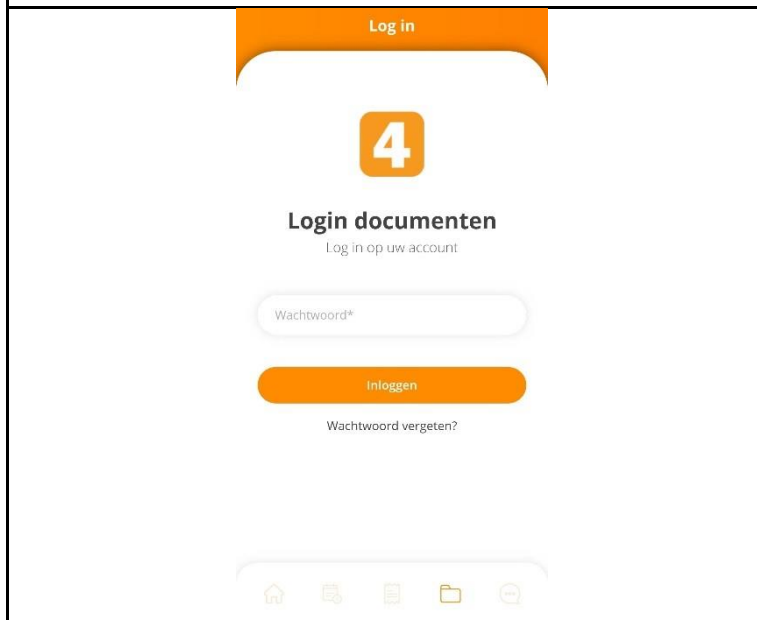 Log in
4
Login documenten
Log in op uw account
Wachtwoord*
Inloggen
Wachtwoord vergeten?